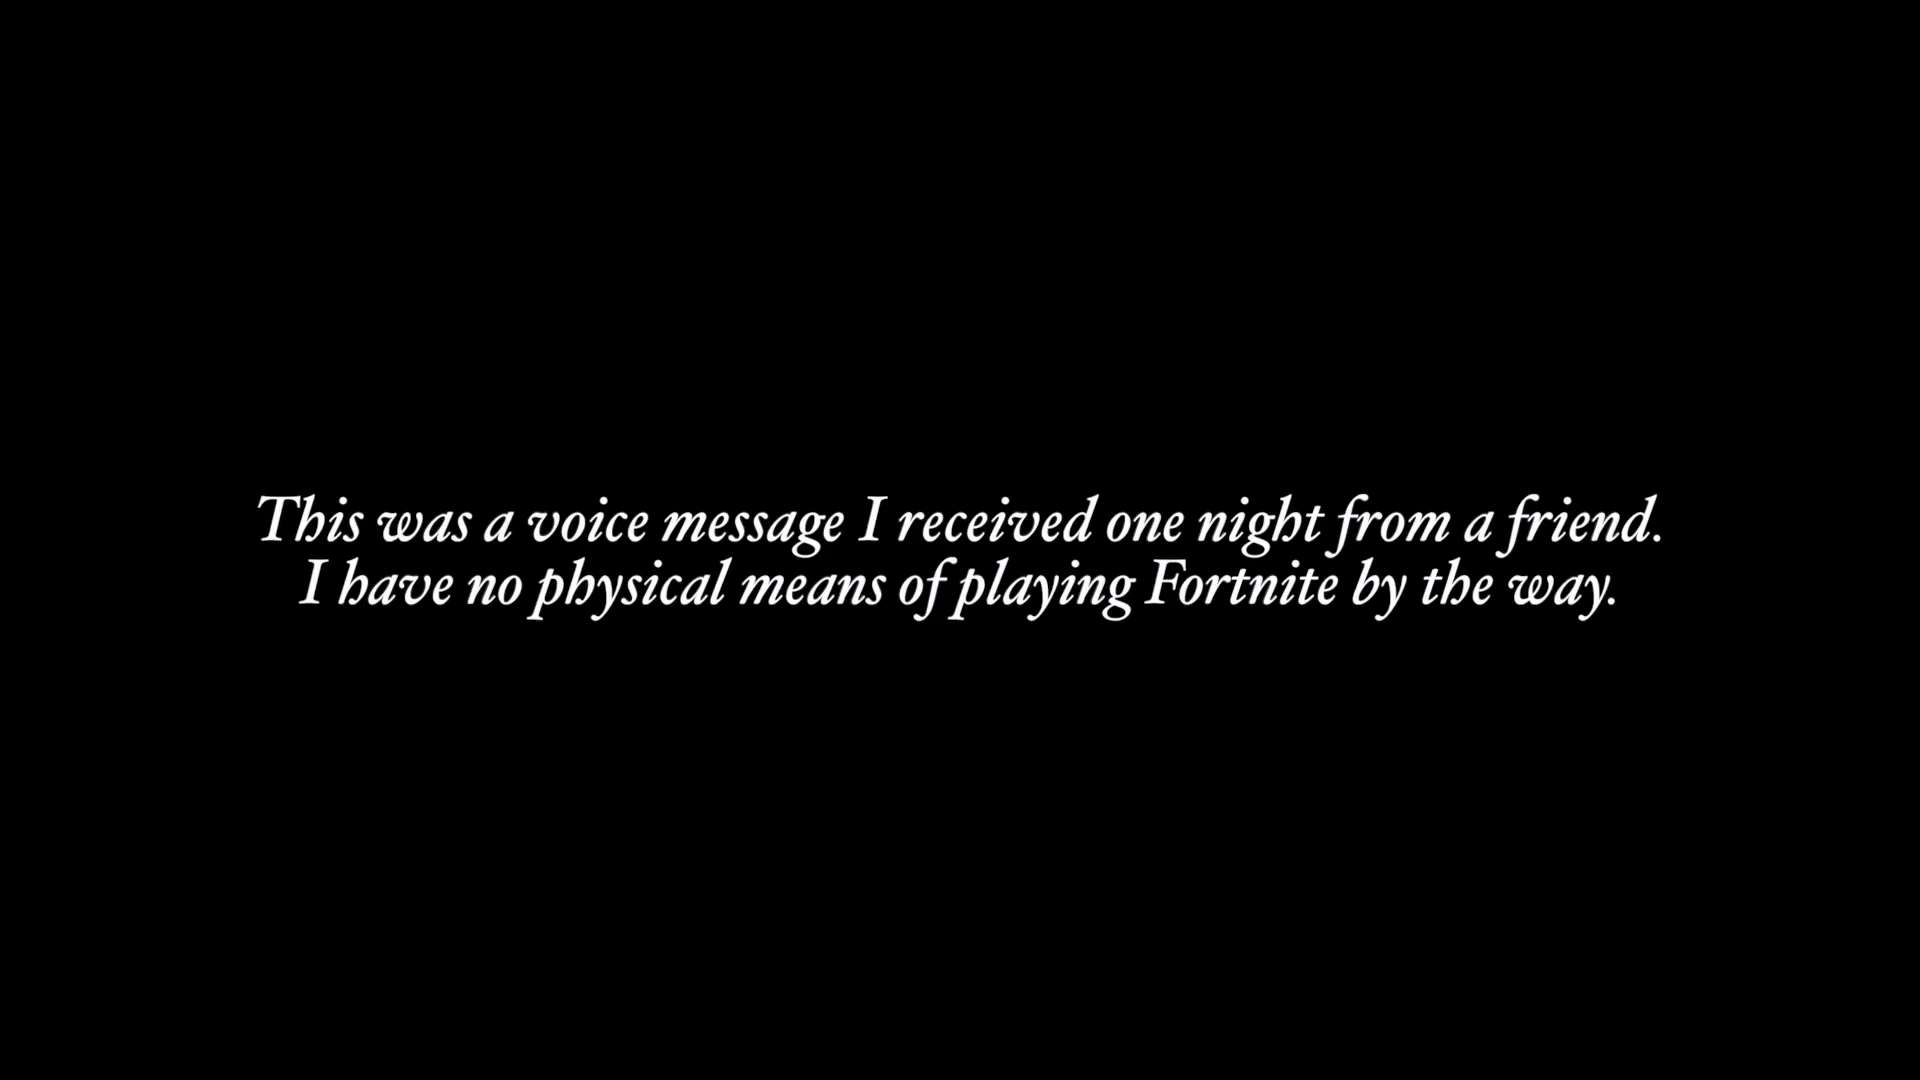 This was a voice message I received one night from a friend.
I have no physical means of playing Fortnite by the way.